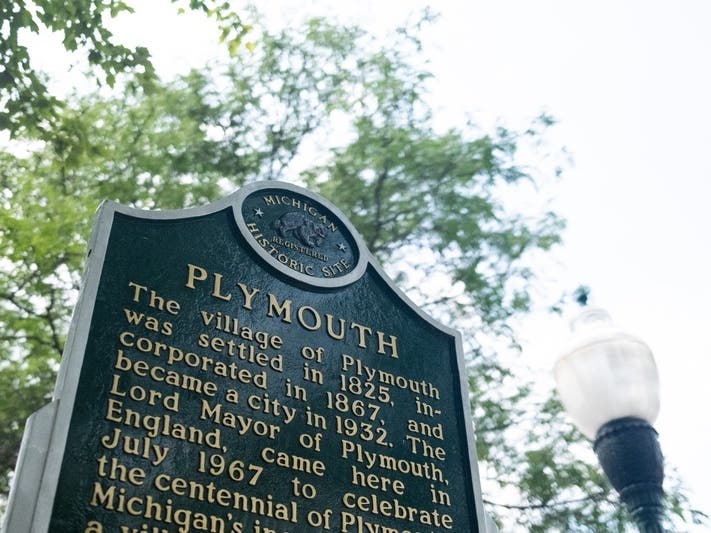 MICHIGAN
REGISTERED
HISTORIC SITE
PLYMOUTH
The village of Plymouth
was settled in 1825, in-
corporated in 1867, and
became a city in 1932. The
Lord Mayor of Plymouth,
England, came here in
July 1967 to celebrate
the centennial of Plymouth
Michigan's
a